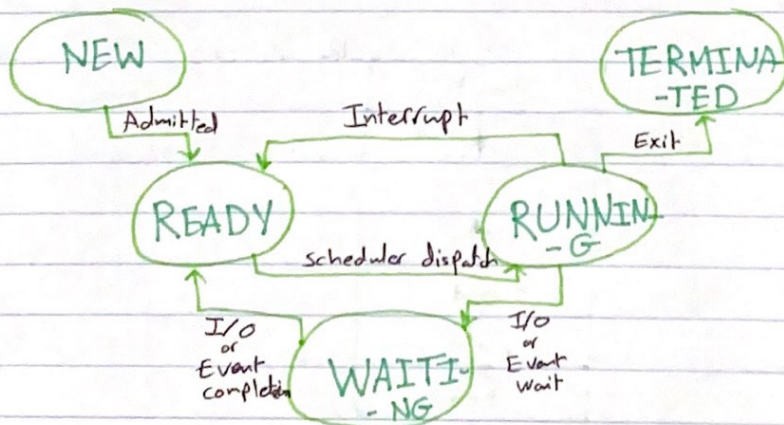 NEW
TERMINA
-TED
Admitted
Interrupt
Exit
READY
RUNNIN
-G
scheduler dispatch
I/O
or
Event
completion
I/O
or
Event
wait
WAITI-
-NG